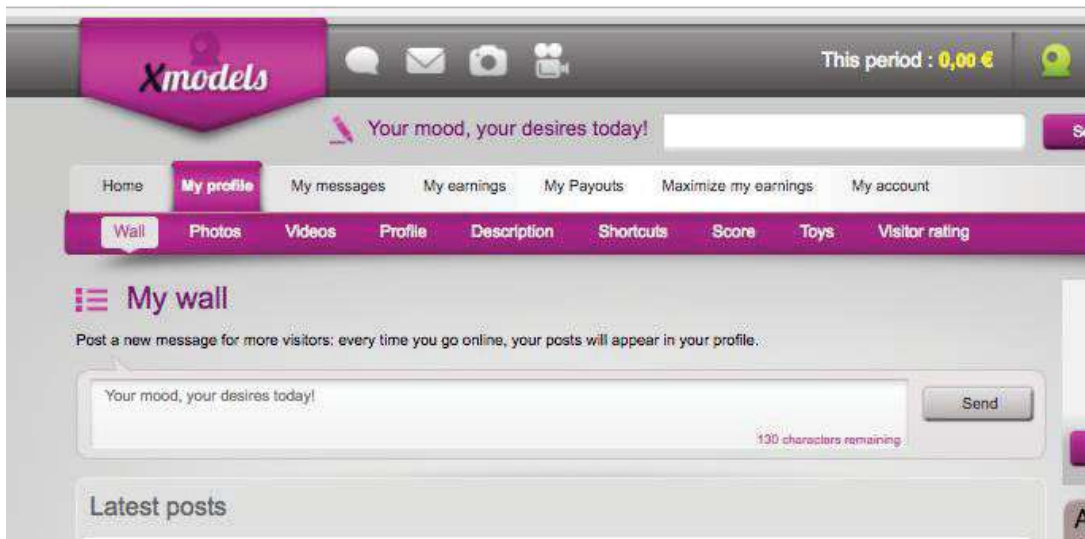 Xmodels
This period : 0,00 €
Your mood, your desires today!
Home My profile My messages My earnings My Payouts Maximize my earnings My account
Wall Photos Videos Profile Description Shortcuts Score Toys Visitor rating
My wall
Post a new message for more visitors: every time you go online, your posts will appear in your profile.
Your mood, your desires today!
Send
130 characters remaining
Latest posts